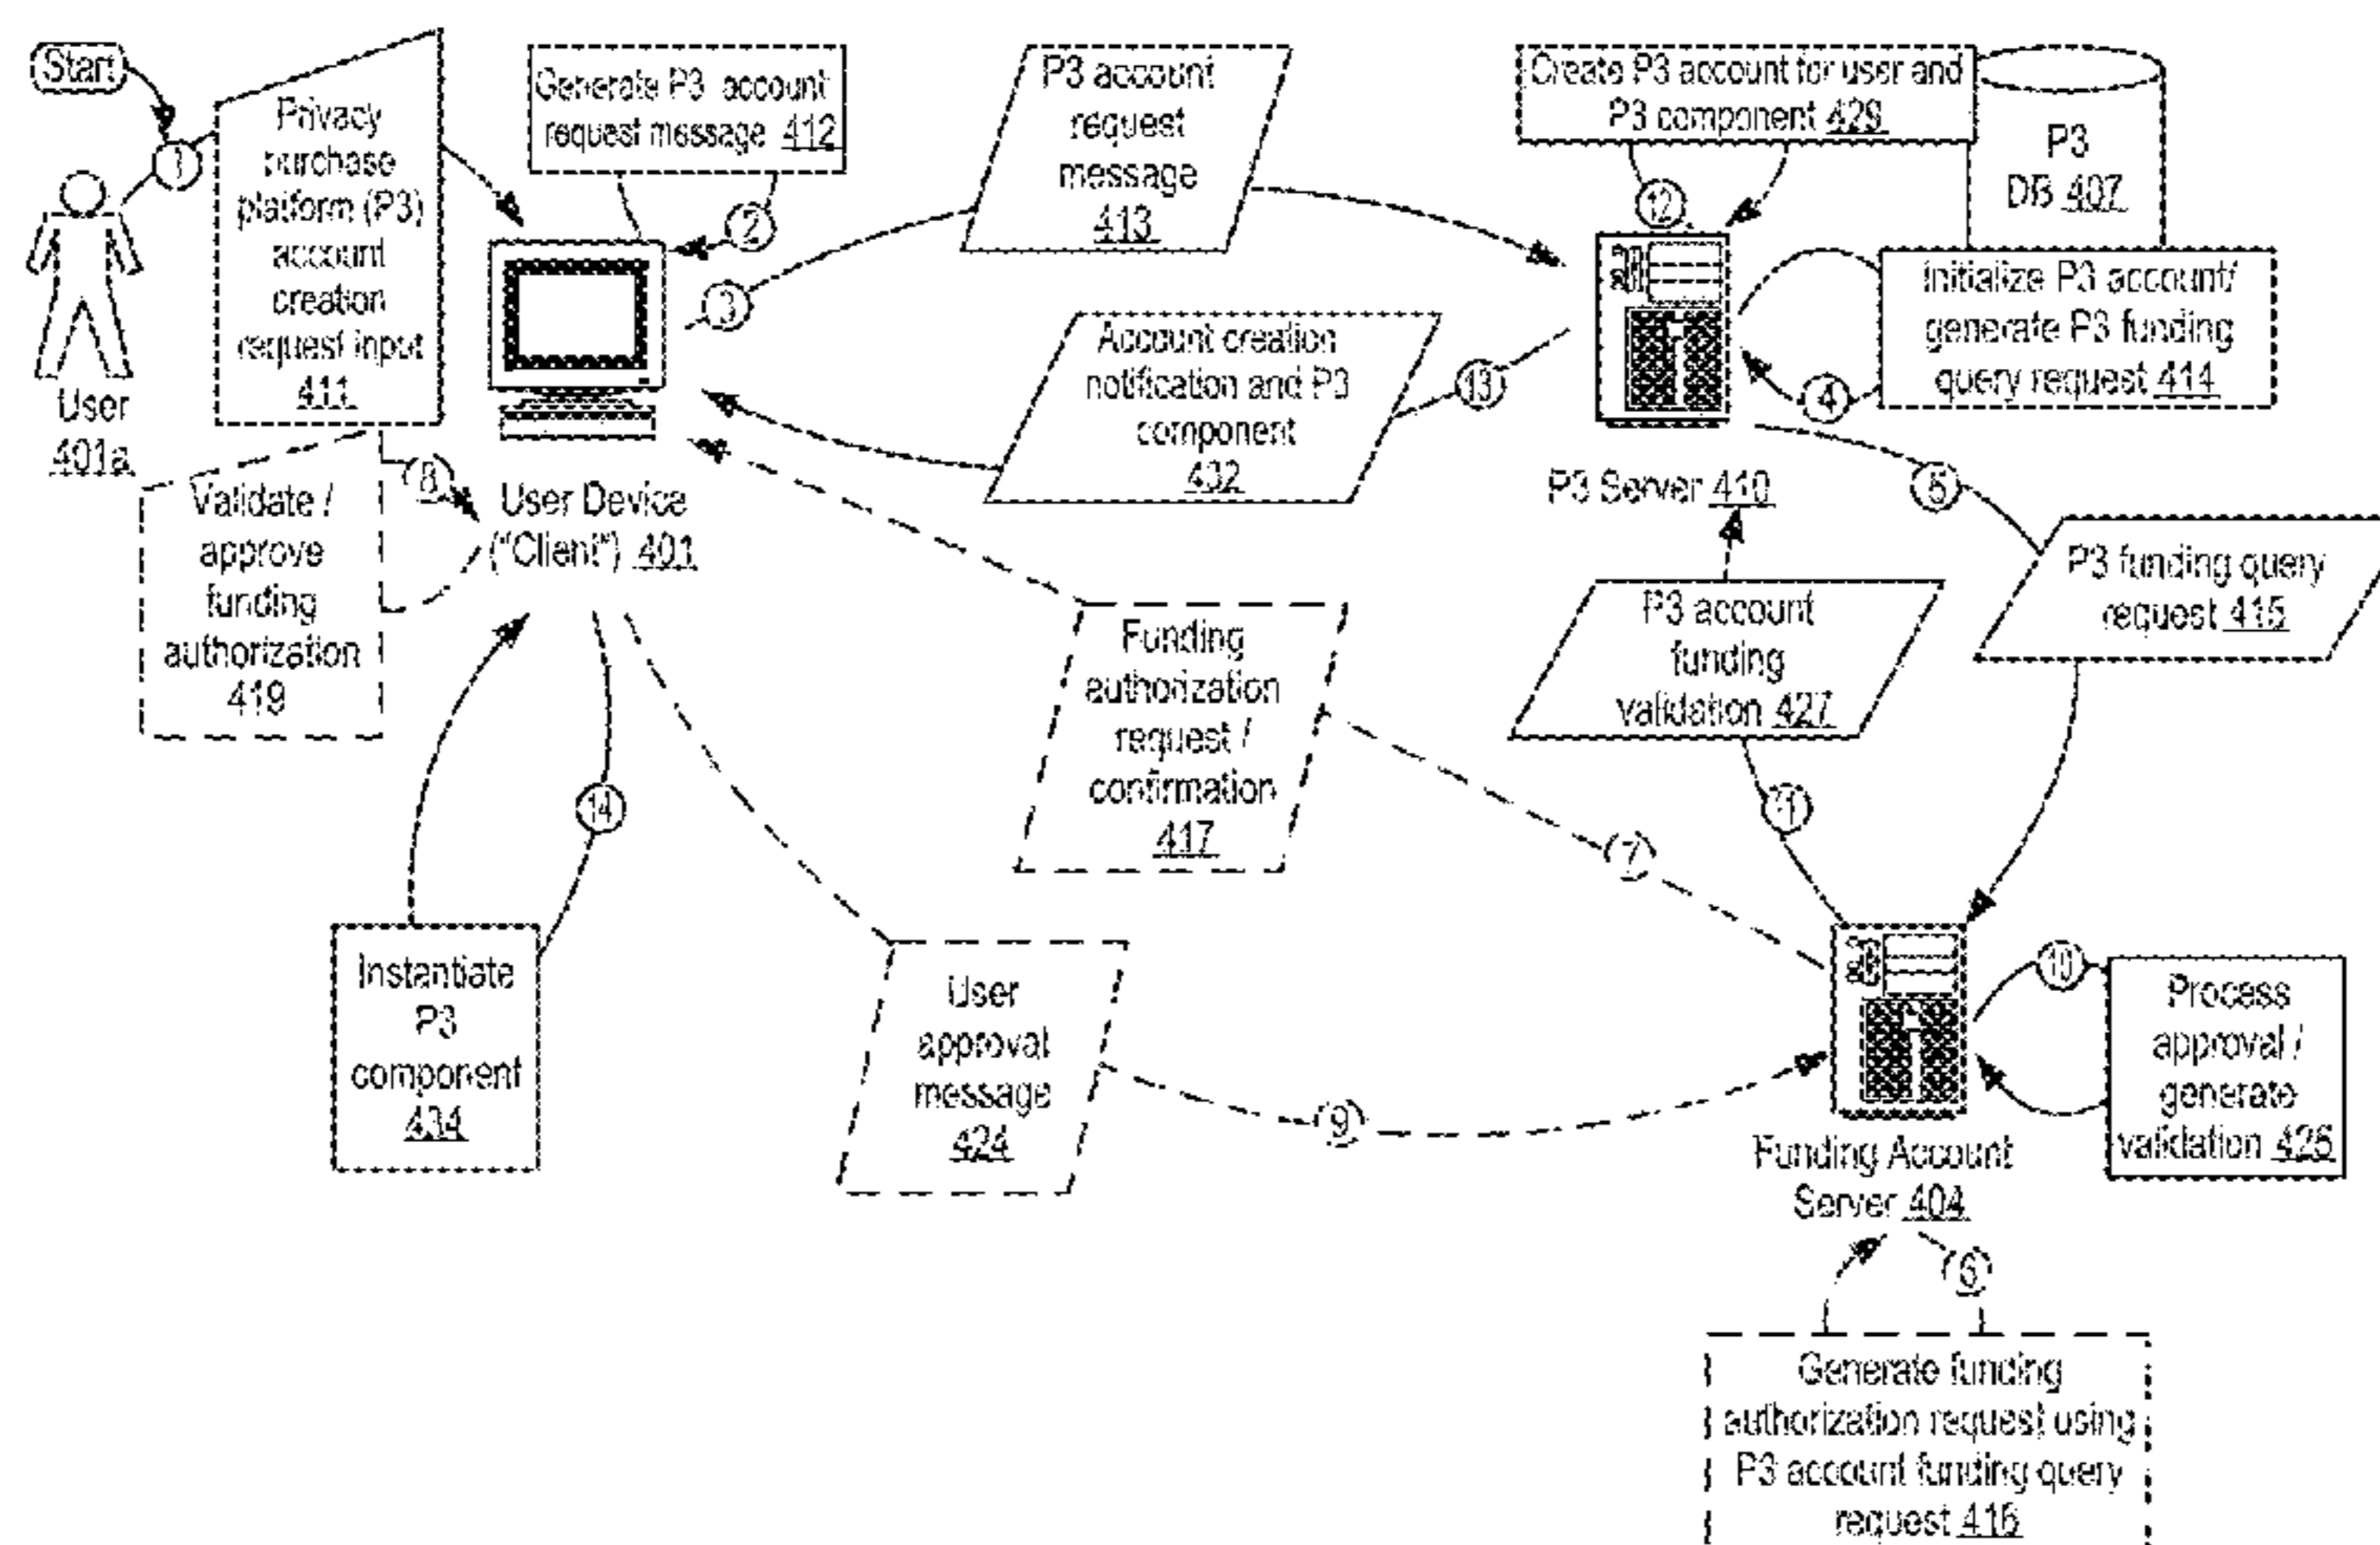 Start
1
Privacy
purchase
platform (P3)
account
creation
request input
411
User
401a
Generate P3 account
request message 412
2
3
P3 account
request
message
413
Create P3 account for user and
P3 component 429
12
P3
DB 407
Initialize P3 account/
generate P3 funding
query request 414
4
Account creation
notification and P3
component
432
13
P3 Server 410
5
P3 funding query
request 415
8
Validate /
approve
funding
authorization
419
User Device
("Client") 401
P3 account
funding
validation 427
Funding
authorization
request /
confirmation
417
7
14
Instantiate
P3
component
434
User
approval
message
424
9
10
Process
approval /
generate
Funding Account
Server 404
6
Generate funding
authorization request using
P3 account funding query
request 416